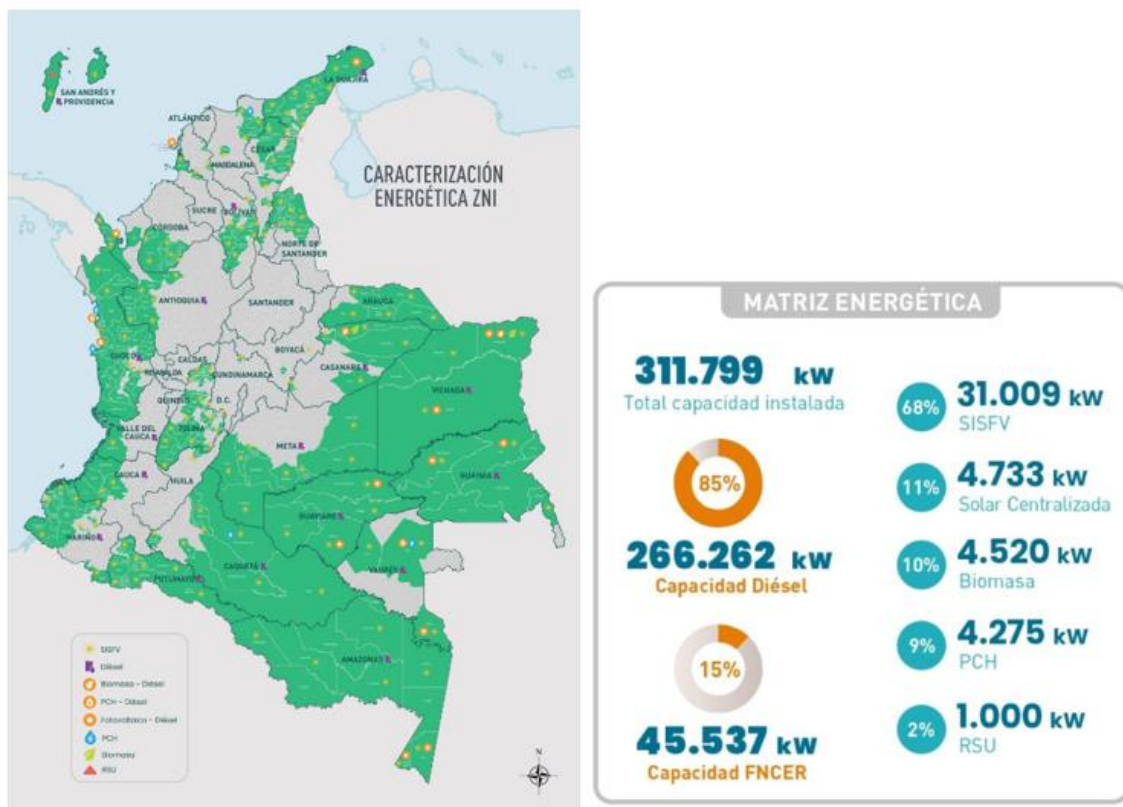 SAN ANDRÉS Y
PROVIDENCIA
LA GUAJIRA
ATLÁNTICO
MAGDALENA
CESAR
CARACTERIZACIÓN
ENERGÉTICA ZNI
SUCRE
BOLÍVAR
CÓRDOBA
NORTE DE
SANTANDER
ANTIOQUIA
SANTANDER
ARAUCA
CHOCÓ
CALDAS
RISARALDA
BOYACÁ
CASANARE
CUNDINAMARCA
VICHADA
QUINDÍO
D.C.
VALLE DEL
CAUCA
TOLIMA
META
CAUCA
HUILA
GUAINÍA
GUAVIARE
NARIÑO
PUTUMAYO
CAQUETÁ
VAUPÉS
AMAZONAS
SISFV
Diésel
Biomasa - Diésel
PCH - Diésel
Fotovoltaico - Diésel
PCH
Biomasa
RSU
N
MATRIZ ENERGÉTICA
311.799 kW
Total capacidad instalada
85%
266.262 kW
Capacidad Diésel
15%
45.537 kW
Capacidad FNCER
68% 31.009 kW
SISFV
11% 4.733 kW
Solar Centralizada
10% 4.520 kW
Biomasa
9% 4.275 kW
PCH
2% 1.000 kW
RSU